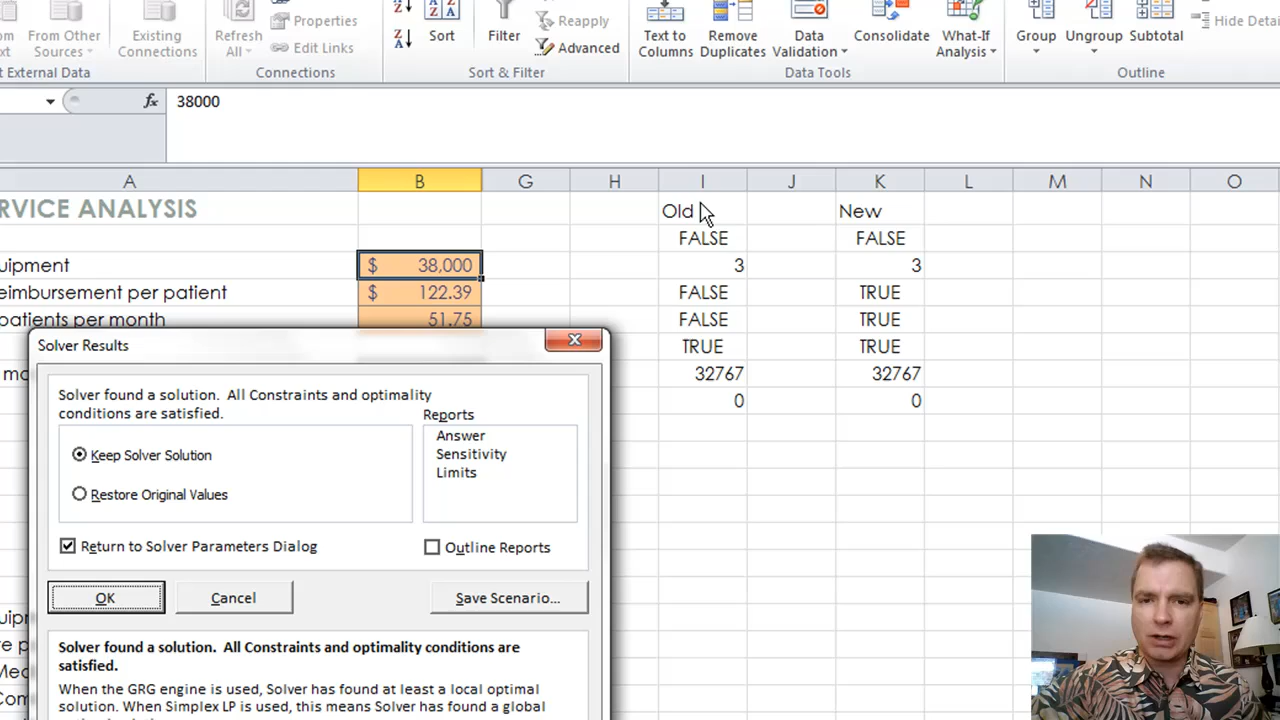 Properties
Reapply
Hide Detai
From Other
Sources
Existing
Connections
Refresh
All
Edit Links
Sort
Filter
Advanced
Text to
Columns
Remove
Duplicates
Data
Validation
Consolidate
What-If
Analysis
Group
Ungroup
Subtotal
External Data
Connections
Sort & Filter
Data Tools
Outline
fx
38000
A B G H I J K L M N O
RVICE ANALYSIS
Old
New
FALSE FALSE
uipment $ 38,000 3 3
eimbursement per patient $ 122.39 FALSE TRUE
patients per month 51.75 FALSE TRUE
TRUE TRUE
32767 32767
0 0
Solver Results
Solver found a solution. All Constraints and optimality
conditions are satisfied.
Reports
Answer
Sensitivity
Limits
Keep Solver Solution
Restore Original Values
Return to Solver Parameters Dialog
Outline Reports
OK
Cancel
Save Scenario...
Solver found a solution. All Constraints and optimality conditions are
satisfied.
When the GRG engine is used, Solver has found at least a local optimal
solution. When Simplex LP is used, this means Solver has found a global